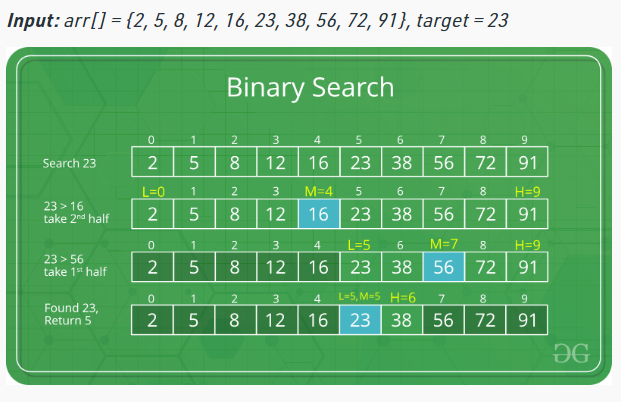 Input: arr[] = {2, 5, 8, 12, 16, 23, 38, 56, 72, 91}, target = 23
Binary Search
0 1 2 3 4 5 6 7 8 9
Search 23 2 5 8 12 16 23 38 56 72 91
L=0 1 2 3 M=4 5 6 7 8 H=9
23 > 16
take 2nd half
2 5 8 12 16 23 38 56 72 91
0 1 2 3 4 L=5 6 M=7 8 H=9
23 > 56
take 1st half
2 5 8 12 16 23 38 56 72 91
0 1 2 3 4 L=5, M=5 H=6 7 8 9
Found 23,
Return 5
2 5 8 12 16 23 38 56 72 91